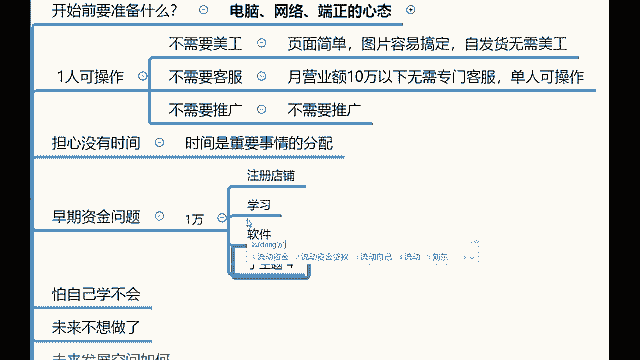 开始前要准备什么? 电脑、网络、端正的心态
不需要美工 页面简单，图片容易搞定，自发货无需美工
1人可操作 不需要客服 月营业额10万以下无需专门客服，单人可操作
不需要推广 不需要推广
担心没有时间 时间是重要事情的分配
注册店铺
学习
早期资金问题 1万
软件
怕自己学不会
未来不想做了
未来发展空间如何